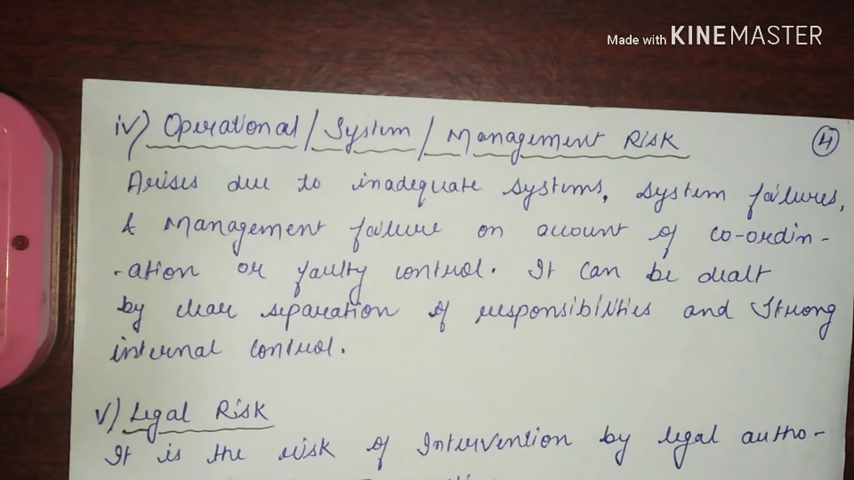 Made with KINEMASTER
iv) Operational / System / Management Risk
4
Arises due to inadequate systems, system failures,
& Management failure on account of co-ordin-
-ation or faulty control. It can be dealt
by clear separation of responsibilities and strong
internal control.
v) Legal Risk
It is the risk of Intervention by legal autho-